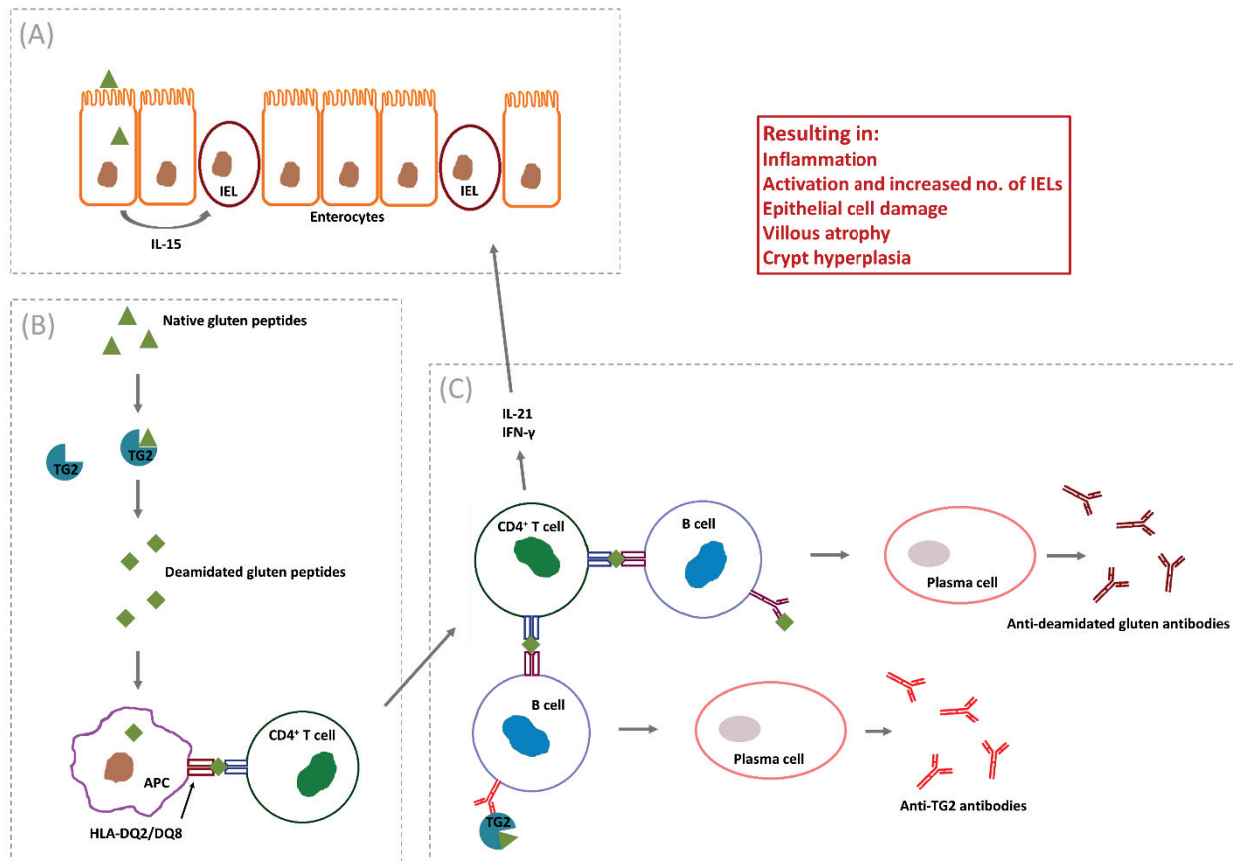 (A)
IEL
IEL
Enterocytes
IL-15
Resulting in:
Inflammation
Activation and increased no. of IELs
Epithelial cell damage
Villous atrophy
Crypt hyperplasia
(B)
Native gluten peptides
TG2
TG2
Deamidated gluten peptides
CD4⁺ T cell
APC
HLA-DQ2/DQ8
(C)
IL-21
IFN-γ
CD4⁺ T cell
B cell
Plasma cell
Anti-deamidated gluten antibodies
B cell
Plasma cell
Anti-TG2 antibodies
TG2